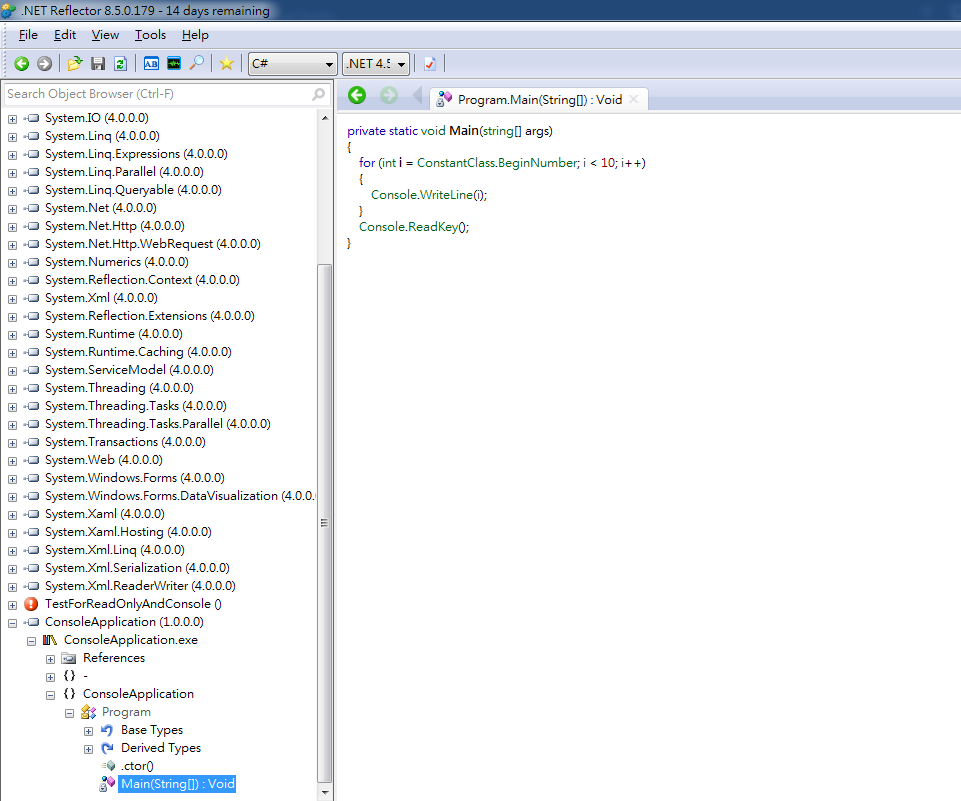 .NET Reflector 8.5.0.179 - 14 days remaining
File Edit View Tools Help
C# .NET 4.5
Search Object Browser (Ctrl-F)
Program.Main(String[]) : Void
System.IO (4.0.0.0)
System.Linq (4.0.0.0)
System.Linq.Expressions (4.0.0.0)
System.Linq.Parallel (4.0.0.0)
System.Linq.Queryable (4.0.0.0)
System.Net (4.0.0.0)
System.Net.Http (4.0.0.0)
System.Net.Http.WebRequest (4.0.0.0)
System.Numerics (4.0.0.0)
System.Reflection.Context (4.0.0.0)
System.Xml (4.0.0.0)
System.Reflection.Extensions (4.0.0.0)
System.Runtime (4.0.0.0)
System.Runtime.Caching (4.0.0.0)
System.ServiceModel (4.0.0.0)
System.Threading (4.0.0.0)
System.Threading.Tasks (4.0.0.0)
System.Threading.Tasks.Parallel (4.0.0.0)
System.Transactions (4.0.0.0)
System.Web (4.0.0.0)
System.Windows.Forms (4.0.0.0)
System.Windows.Forms.DataVisualization (4.0.0.
System.Xaml (4.0.0.0)
System.Xaml.Hosting (4.0.0.0)
System.Xml.Linq (4.0.0.0)
System.Xml.Serialization (4.0.0.0)
System.Xml.ReaderWriter (4.0.0.0)
TestForReadOnlyAndConsole ()
ConsoleApplication (1.0.0.0)
ConsoleApplication.exe
References
{} -
{} ConsoleApplication
Program
Base Types
Derived Types
.ctor()
Main(String[]) : Void
private static void Main(string[] args)
{
for (int i = ConstantClass.BeginNumber; i < 10; i++)
{
Console.WriteLine(i);
}
Console.ReadKey();
}